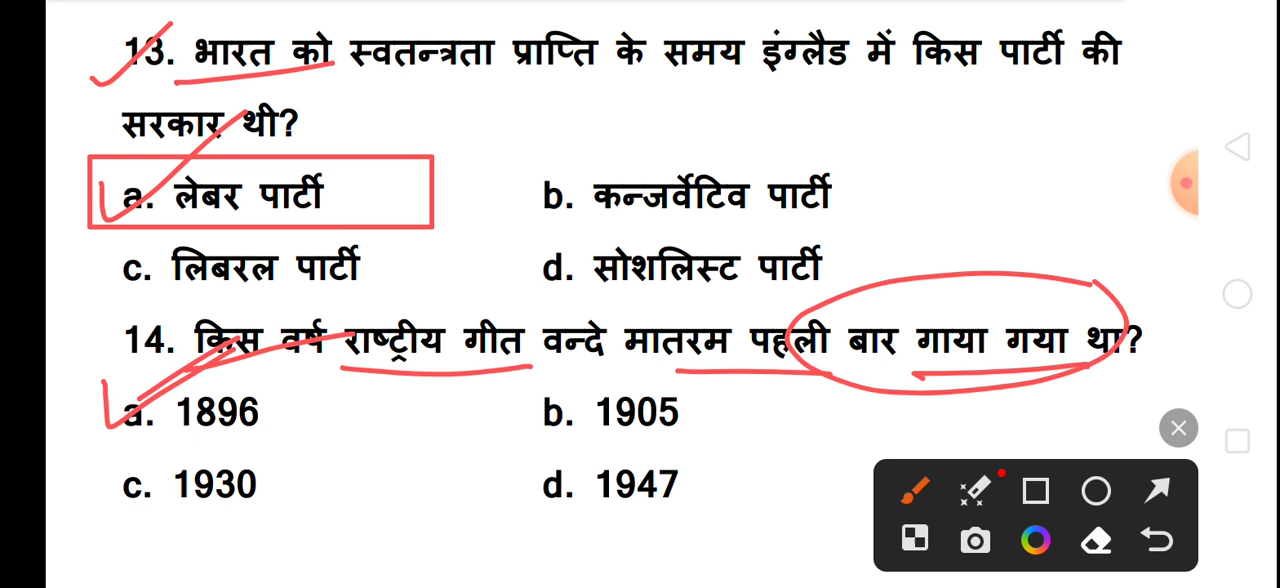 13. भारत को स्वतन्त्रता प्राप्ति के समय इंग्लैड में किस पार्टी की
सरकार थी?
a. लेबर पार्टी b. कन्जर्वेटिव पार्टी
c. लिबरल पार्टी d. सोशलिस्ट पार्टी
14. किस वर्ष राष्ट्रीय गीत वन्दे मातरम पहली बार गाया गया था?
a. 1896 b. 1905
c. 1930 d. 1947